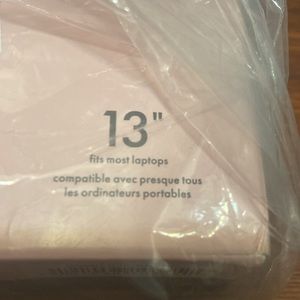 13"
fits most laptops
compatible avec presque tous
les ordinateurs portables